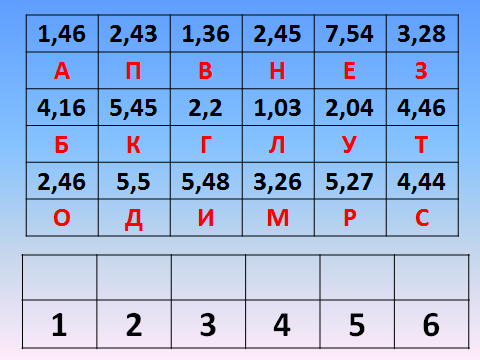 1,46 2,43 1,36 2,45 7,54 3,28
А П В Н Е З
4,16 5,45 2,2 1,03 2,04 4,46
Б К Г Л У Т
2,46 5,5 5,48 3,26 5,27 4,44
О Д И М Р С
1 2 3 4 5 6